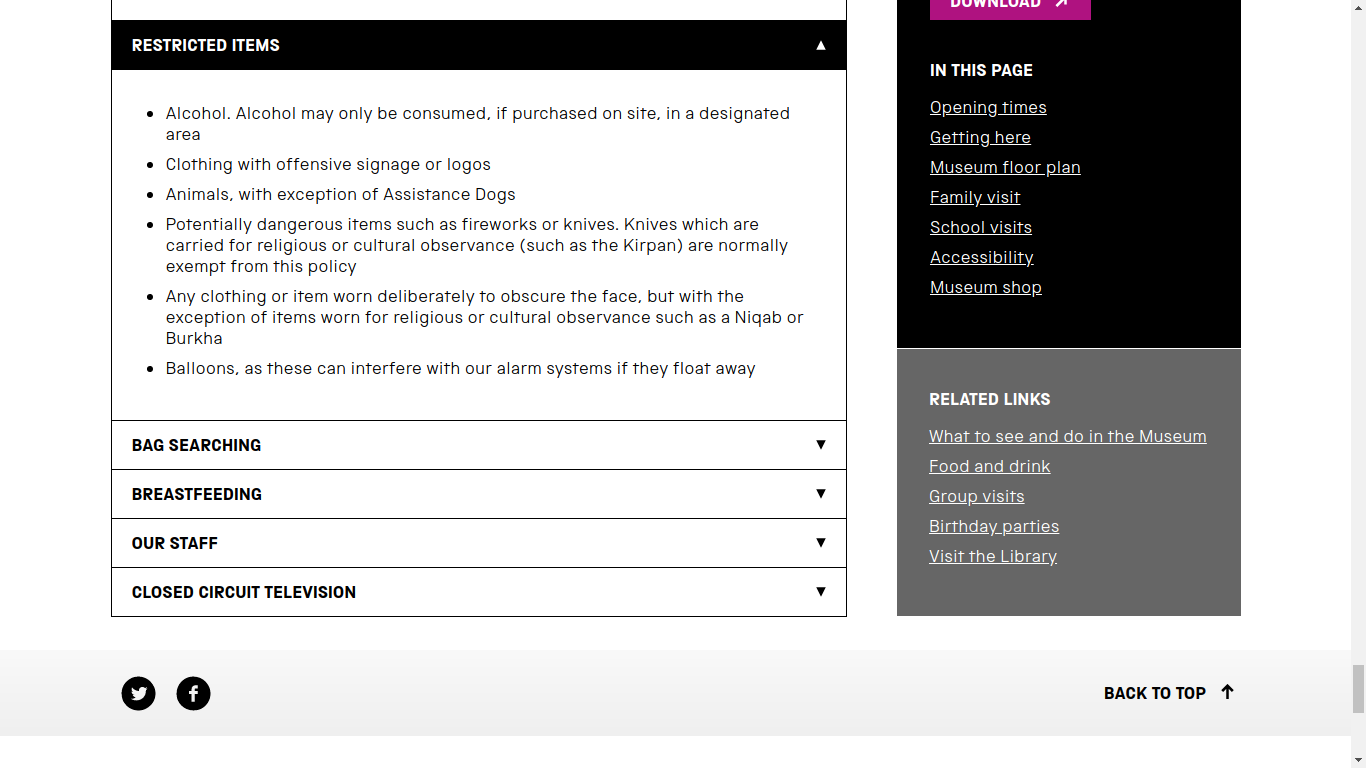 RESTRICTED ITEMS ▲
• Alcohol. Alcohol may only be consumed, if purchased on site, in a designated
area
• Clothing with offensive signage or logos
• Animals, with exception of Assistance Dogs
• Potentially dangerous items such as fireworks or knives. Knives which are
carried for religious or cultural observance (such as the Kirpan) are normally
exempt from this policy
• Any clothing or item worn deliberately to obscure the face, but with the
exception of items worn for religious or cultural observance such as a Niqab or
Burkha
• Balloons, as these can interfere with our alarm systems if they float away
BAG SEARCHING ▼
BREASTFEEDING ▼
OUR STAFF ▼
CLOSED CIRCUIT TELEVISION ▼
DOWNLOAD ↗
IN THIS PAGE
Opening times
Getting here
Museum floor plan
Family visit
School visits
Accessibility
Museum shop
RELATED LINKS
What to see and do in the Museum
Food and drink
Group visits
Birthday parties
Visit the Library
BACK TO TOP ↑